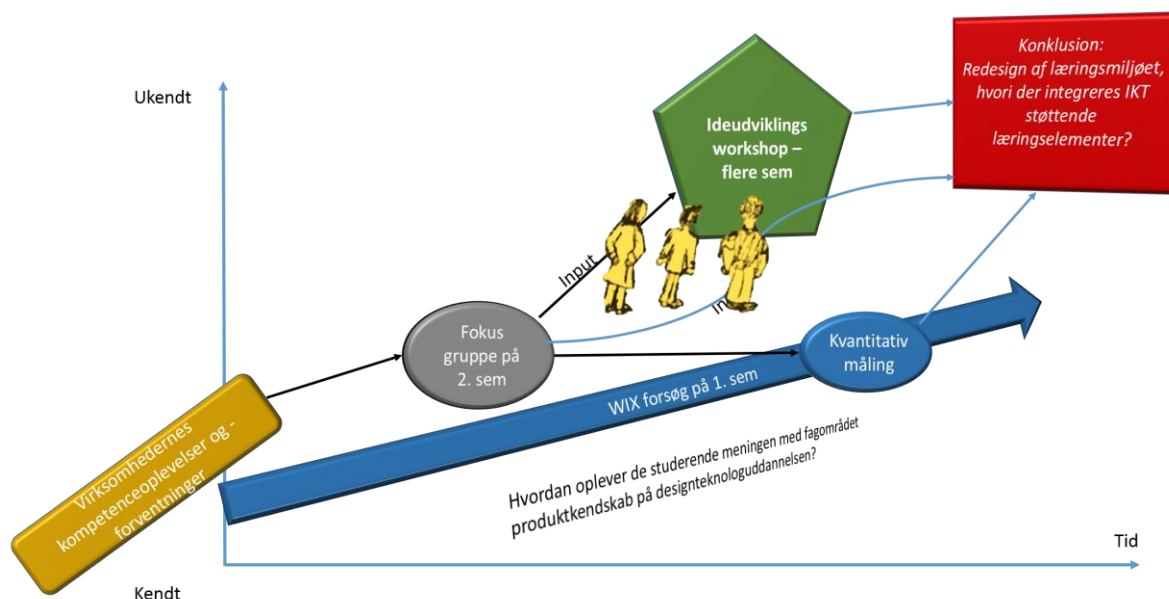 Ukendt
Konklusion:
Redesign af læringsmiljøet,
hvori der integreres IKT
støttende
læringselementer?
Ideudviklings
workshop –
flere sem
Input
In
Fokus
gruppe på
2. sem
Kvantitativ
måling
WIX forsøg på 1. sem
Virksomhedernes
kompetenceoplevelser og -
forventninger
Hvordan oplever de studerende meningen med fagområdet
produktkendskab på designteknologuddannelsen?
Tid
Kendt